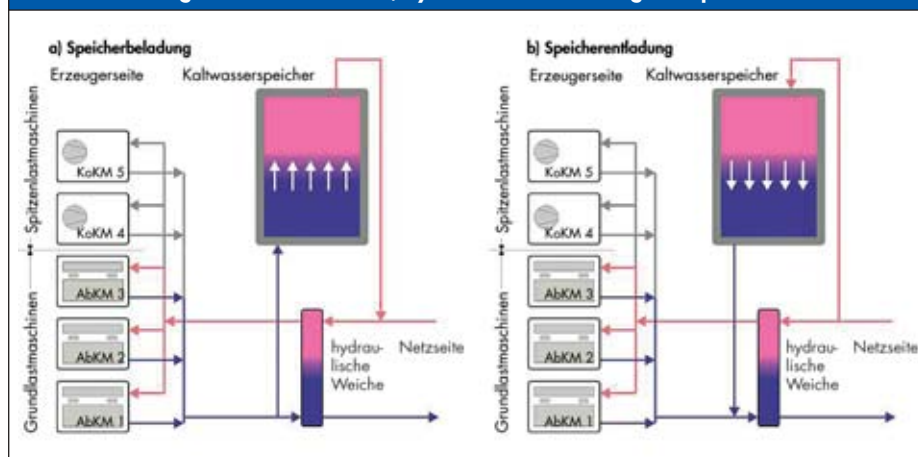 a) Speicherbeladung
Erzeugerseite Kaltwasserspeicher
Spitzenlastmaschinen
KoKM 5
KoKM 4
Grundlastmaschinen
AbKM 3
AbKM 2
AbKM 1
hydrau-
lische
Weiche
Netzseite
b) Speicherentladung
Erzeugerseite Kaltwasserspeicher
Spitzenlastmaschinen
KoKM 5
KoKM 4
Grundlastmaschinen
AbKM 3
AbKM 2
AbKM 1
hydrau-
lische
Weiche
Netzseite